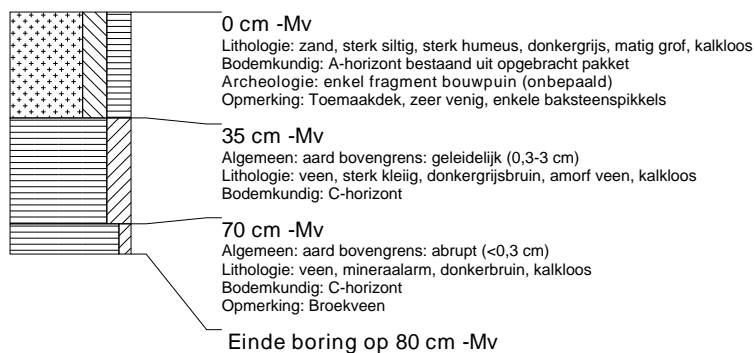 0 cm -Mv
Lithologie: zand, sterk siltig, sterk humeus, donkergrijs, matig grof, kalkloos
Bodemkundig: A-horizont bestaand uit opgebracht pakket
Archeologie: enkel fragment bouwpuin (onbepaald)
Opmerking: Toemaakdek, zeer venig, enkele baksteenspikkels
35 cm -Mv
Algemeen: aard bovengrens: geleidelijk (0,3-3 cm)
Lithologie: veen, sterk kleiig, donkergrijsbruin, amorf veen, kalkloos
Bodemkundig: C-horizont
70 cm -Mv
Algemeen: aard bovengrens: abrupt (<0,3 cm)
Lithologie: veen, mineraalarm, donkerbruin, kalkloos
Bodemkundig: C-horizont
Opmerking: Broekveen
Einde boring op 80 cm -Mv